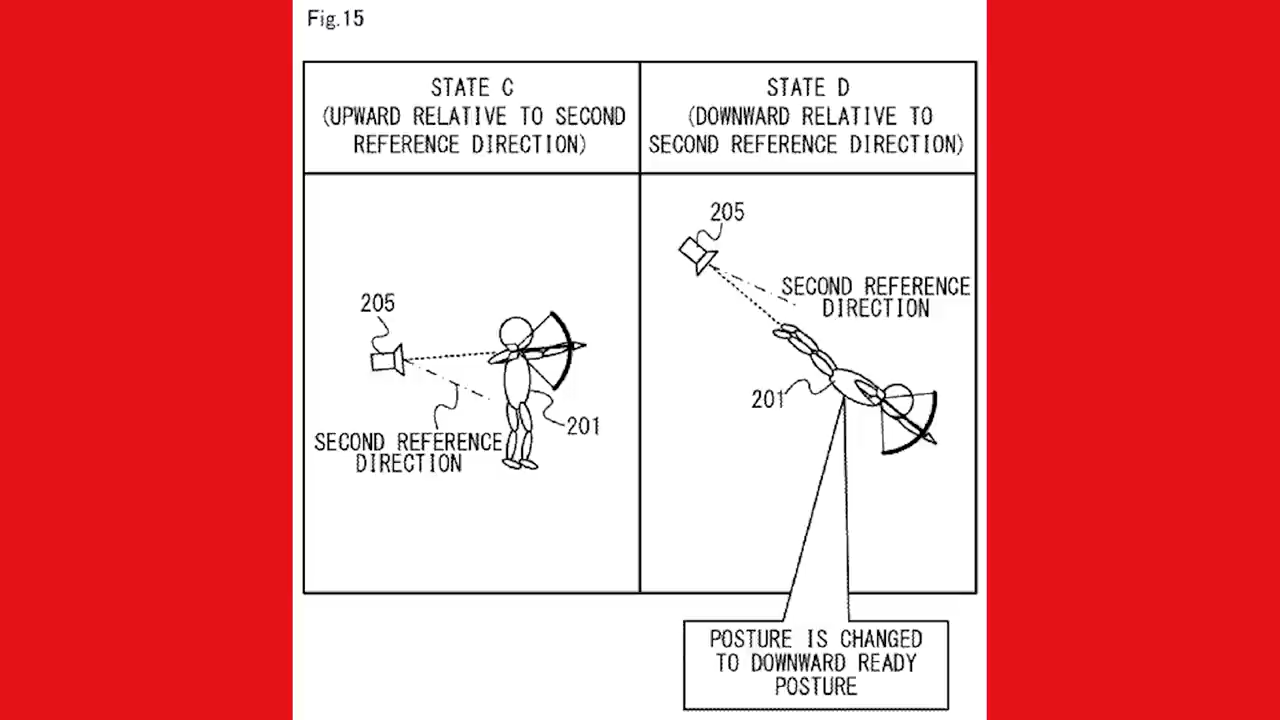 Fig.15
STATE C
(UPWARD RELATIVE TO SECOND
REFERENCE DIRECTION)
STATE D
(DOWNWARD RELATIVE TO
SECOND REFERENCE DIRECTION)
205
201
SECOND REFERENCE
DIRECTION
205
SECOND REFERENCE
DIRECTION
201
POSTURE IS CHANGED
TO DOWNWARD READY
POSTURE